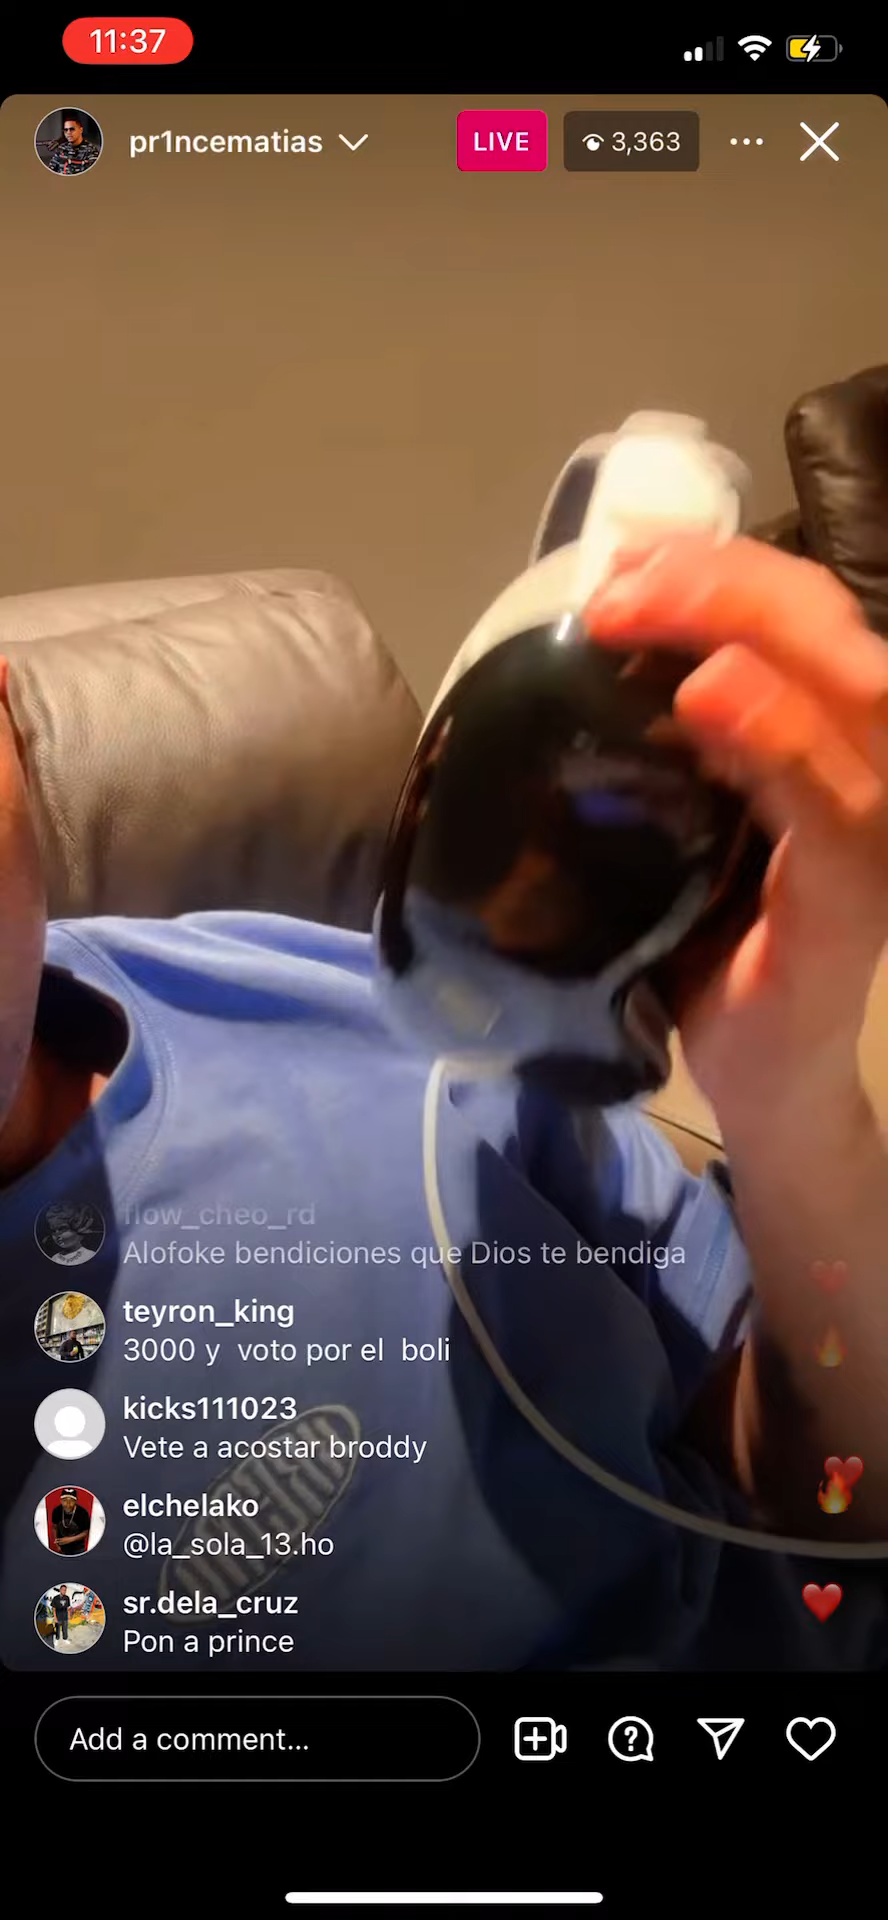 11:37
pr1ncematias
LIVE
3,363
flow_cheo_rd
Alofoke bendiciones que Dios te bendiga
teyron_king
3000 y voto por el boli
kicks111023
Vete a acostar broddy
elchelako
@la_sola_13.ho
sr.dela_cruz
Pon a prince
Add a comment...